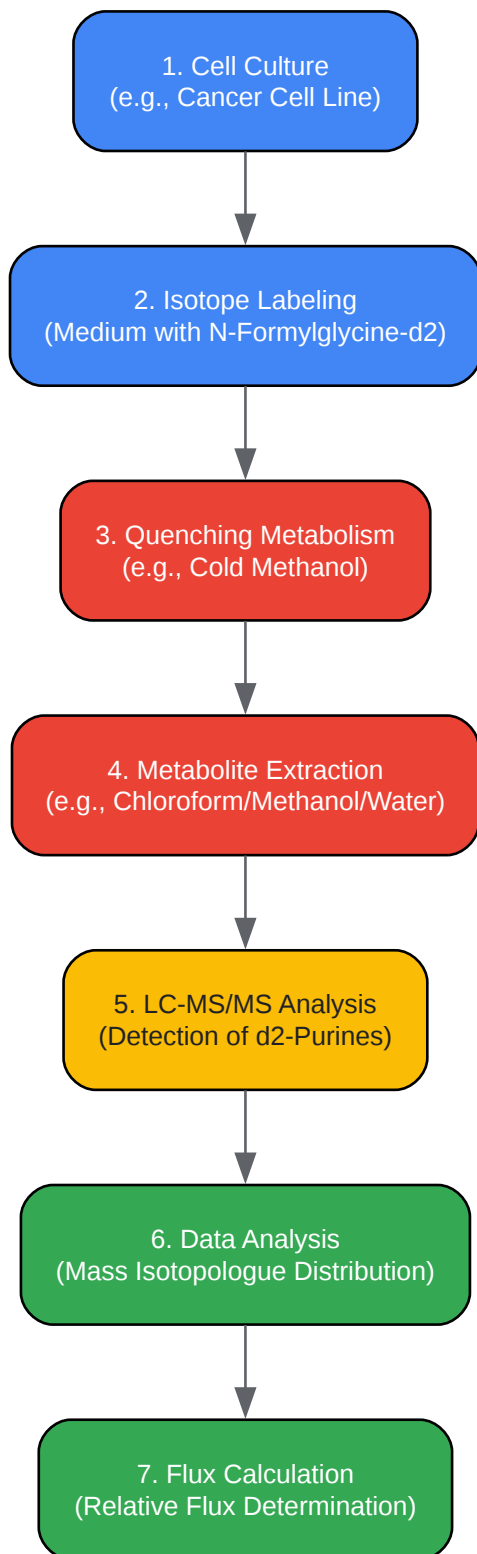 1. Cell Culture
(e.g., Cancer Cell Line)
2. Isotope Labeling
(Medium with N-Formylglycine-d2)
3. Quenching Metabolism
(e.g., Cold Methanol)
4. Metabolite Extraction
(e.g., Chloroform/Methanol/Water)
5. LC-MS/MS Analysis
(Detection of d2-Purines)
6. Data Analysis
(Mass Isotopologue Distribution)
7. Flux Calculation
(Relative Flux Determination)